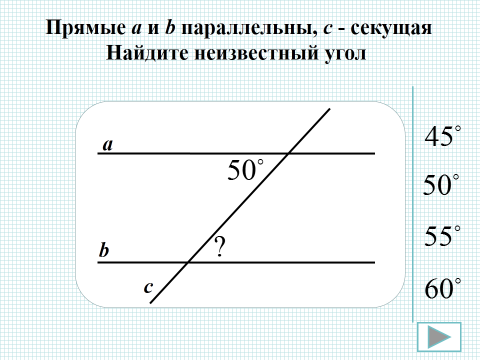 Прямые a и b параллельны, c - секущая
Найдите неизвестный угол
a
50°
b
?
c
45°
50°
55°
60°